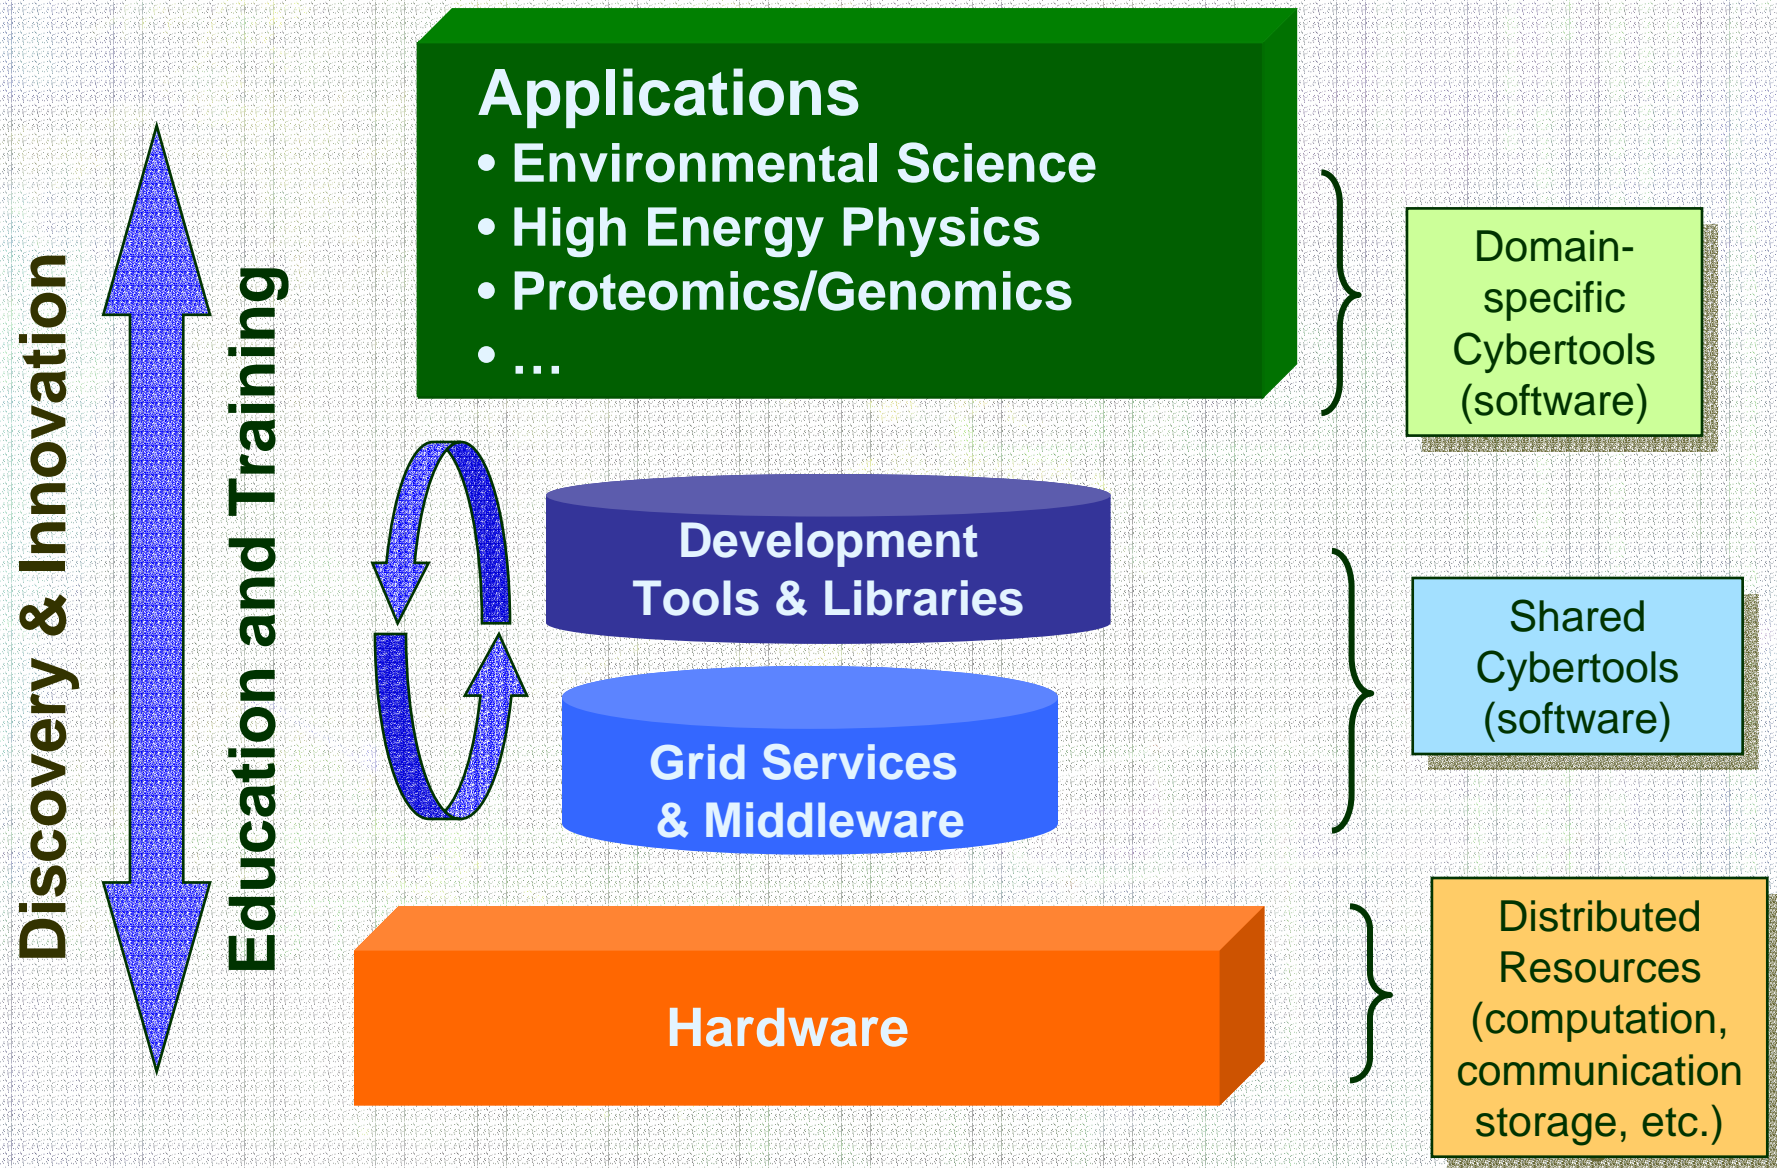 Discovery & Innovation
Education and Training
Applications
• Environmental Science
• High Energy Physics
• Proteomics/Genomics
• ...
Domain-
specific
Cybertools
(software)
Development
Tools & Libraries
Grid Services
& Middleware
Shared
Cybertools
(software)
Hardware
Distributed
Resources
(computation,
communication
storage, etc.)